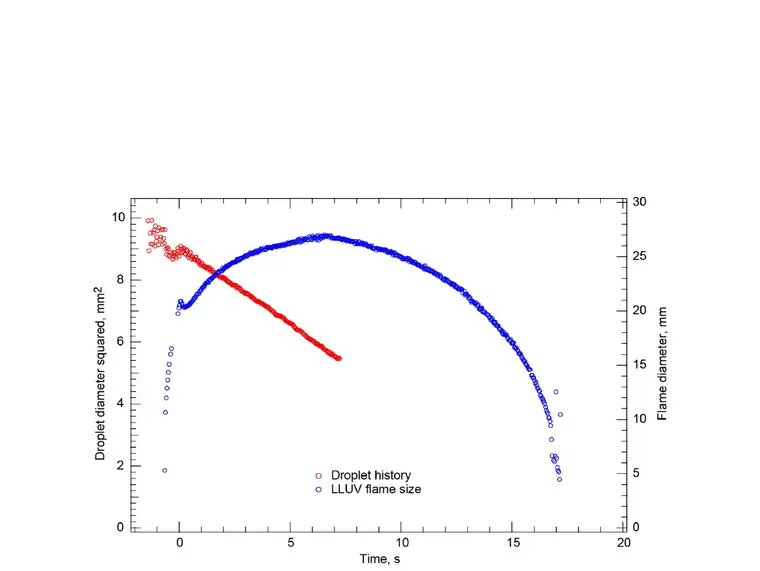 10
8
6
4
2
0
Droplet diameter squared, mm2
30
25
20
15
10
5
0
Flame diameter, mm
Droplet history
LLUV flame size
0 5 10 15 20
Time, s